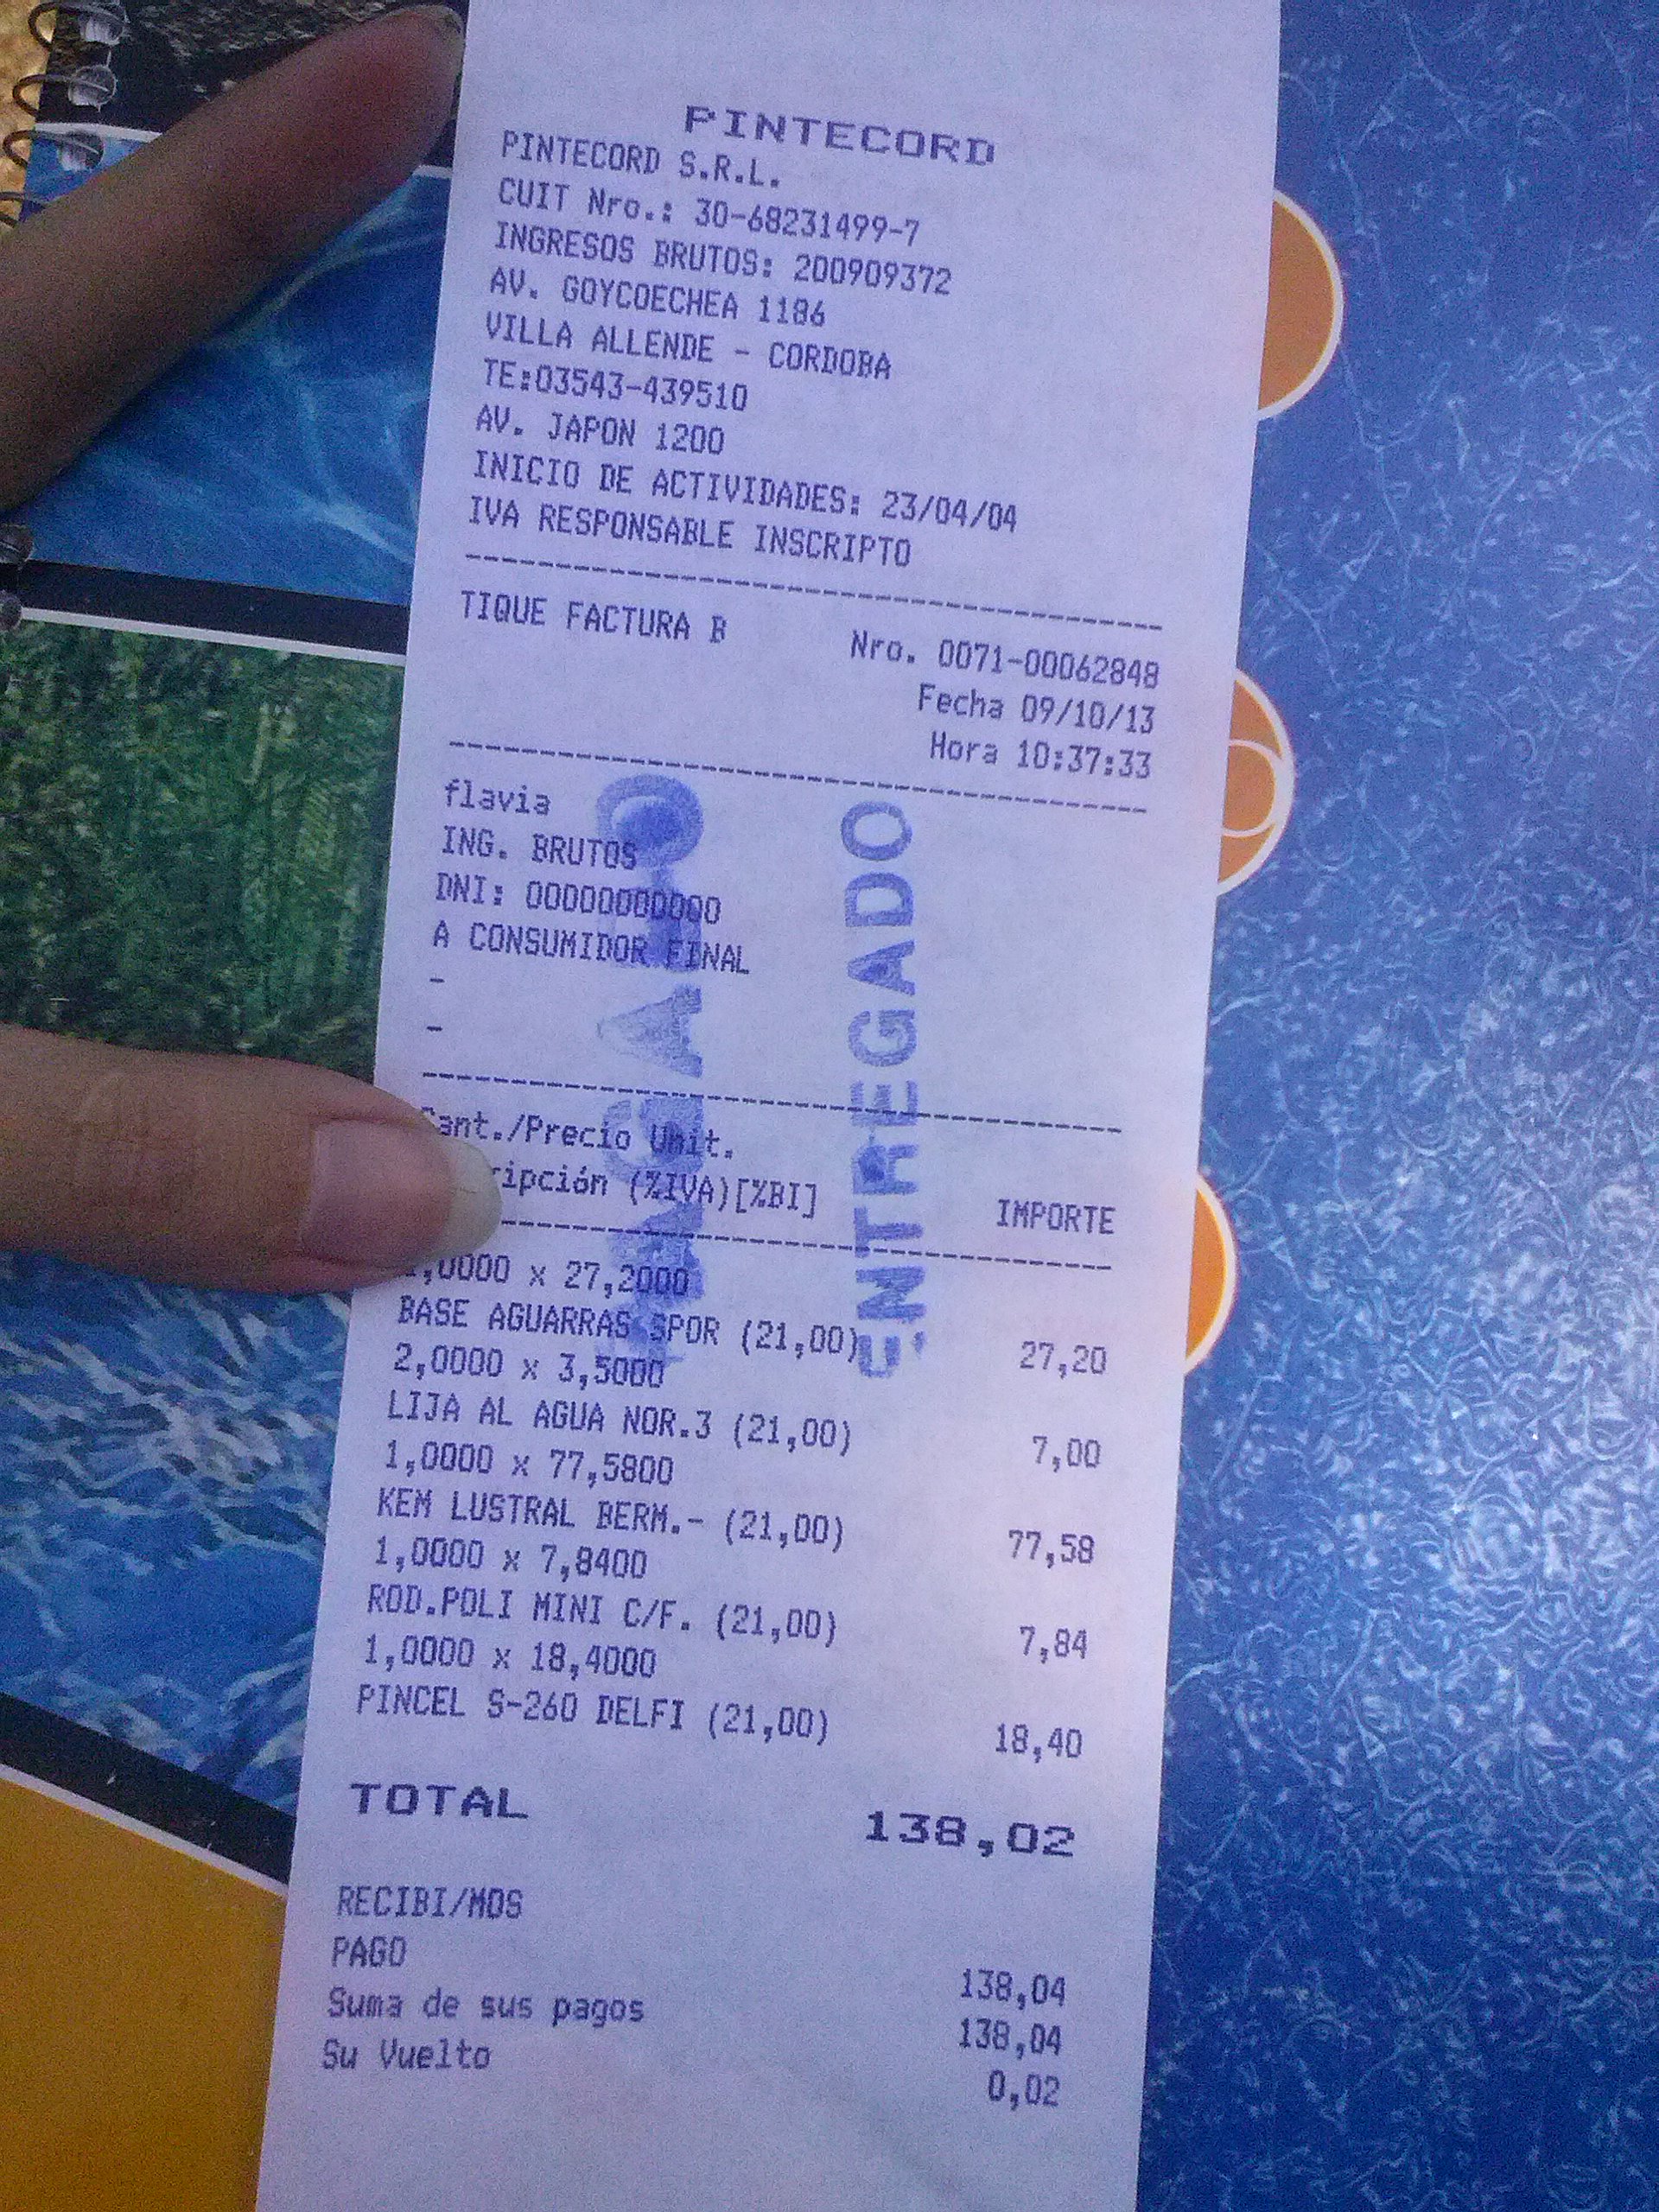 PINTECORD
PINTECORD S.R.L.
CUIT Nro.: 30-68231499-7
INGRESOS BRUTOS: 200909372
AV. GOYCOECHEA 1186
VILLA ALLENDE - CORDOBA
TE:03543-439510
AV. JAPON 1200
INICIO DE ACTIVIDADES: 23/04/04
IVA RESPONSABLE INSCRIPTO
TIQUE FACTURA B Nro. 0071-00062848
Fecha 09/10/13
Hora 10:37:33
flavia
ING. BRUTOS
DNI: 00000000000
A CONSUMIDOR FINAL
-
-
ENTREGADO
Cant./Precio Unit.
(%IVA)[%BI] IMPORTE
1,0000 x 27,2000
BASE AGUARRAS SPOR (21,00) 27,20
2,0000 x 3,5000
LIJA AL AGUA NOR.3 (21,00) 7,00
1,0000 x 77,5800
KEM LUSTRAL BERM.- (21,00) 77,58
1,0000 x 7,8400
ROD.POLI MINI C/F. (21,00) 7,84
1,0000 x 18,4000
PINCEL S-260 DELFI (21,00) 18,40
TOTAL 138,02
RECIBI/MOS
PAGO 138,04
Suma de sus pagos 138,04
Su Vuelto 0,02